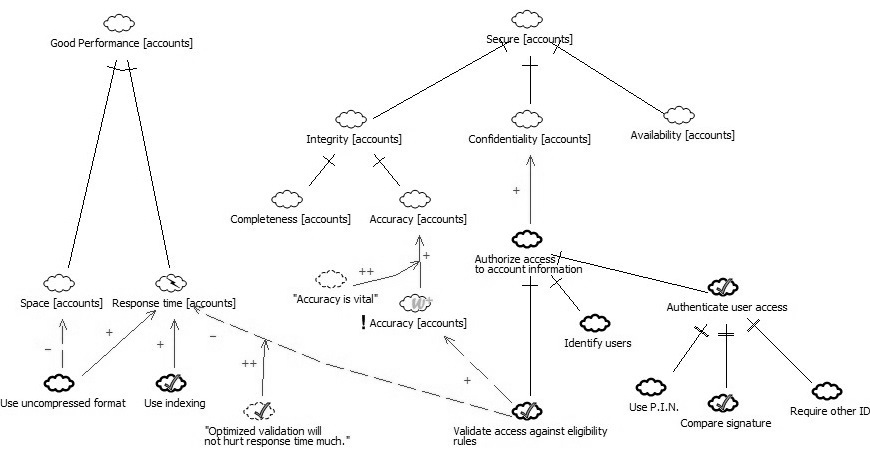 Good Performance [accounts]
Secure [accounts]
Integrity [accounts]
Confidentiality [accounts]
Availability [accounts]
Completeness [accounts]
Accuracy [accounts]
+
Authorize access
to account information
++
+
"Accuracy is vital"
Space [accounts]
Response time [accounts]
W+
! Accuracy [accounts]
Authenticate user access
Identify users
-
+
+
-
++
+
Use uncompressed format
Use indexing
"Optimized validation will
not hurt response time much."
Validate access against eligibility
rules
Use P.I.N.
Compare signature
Require other ID